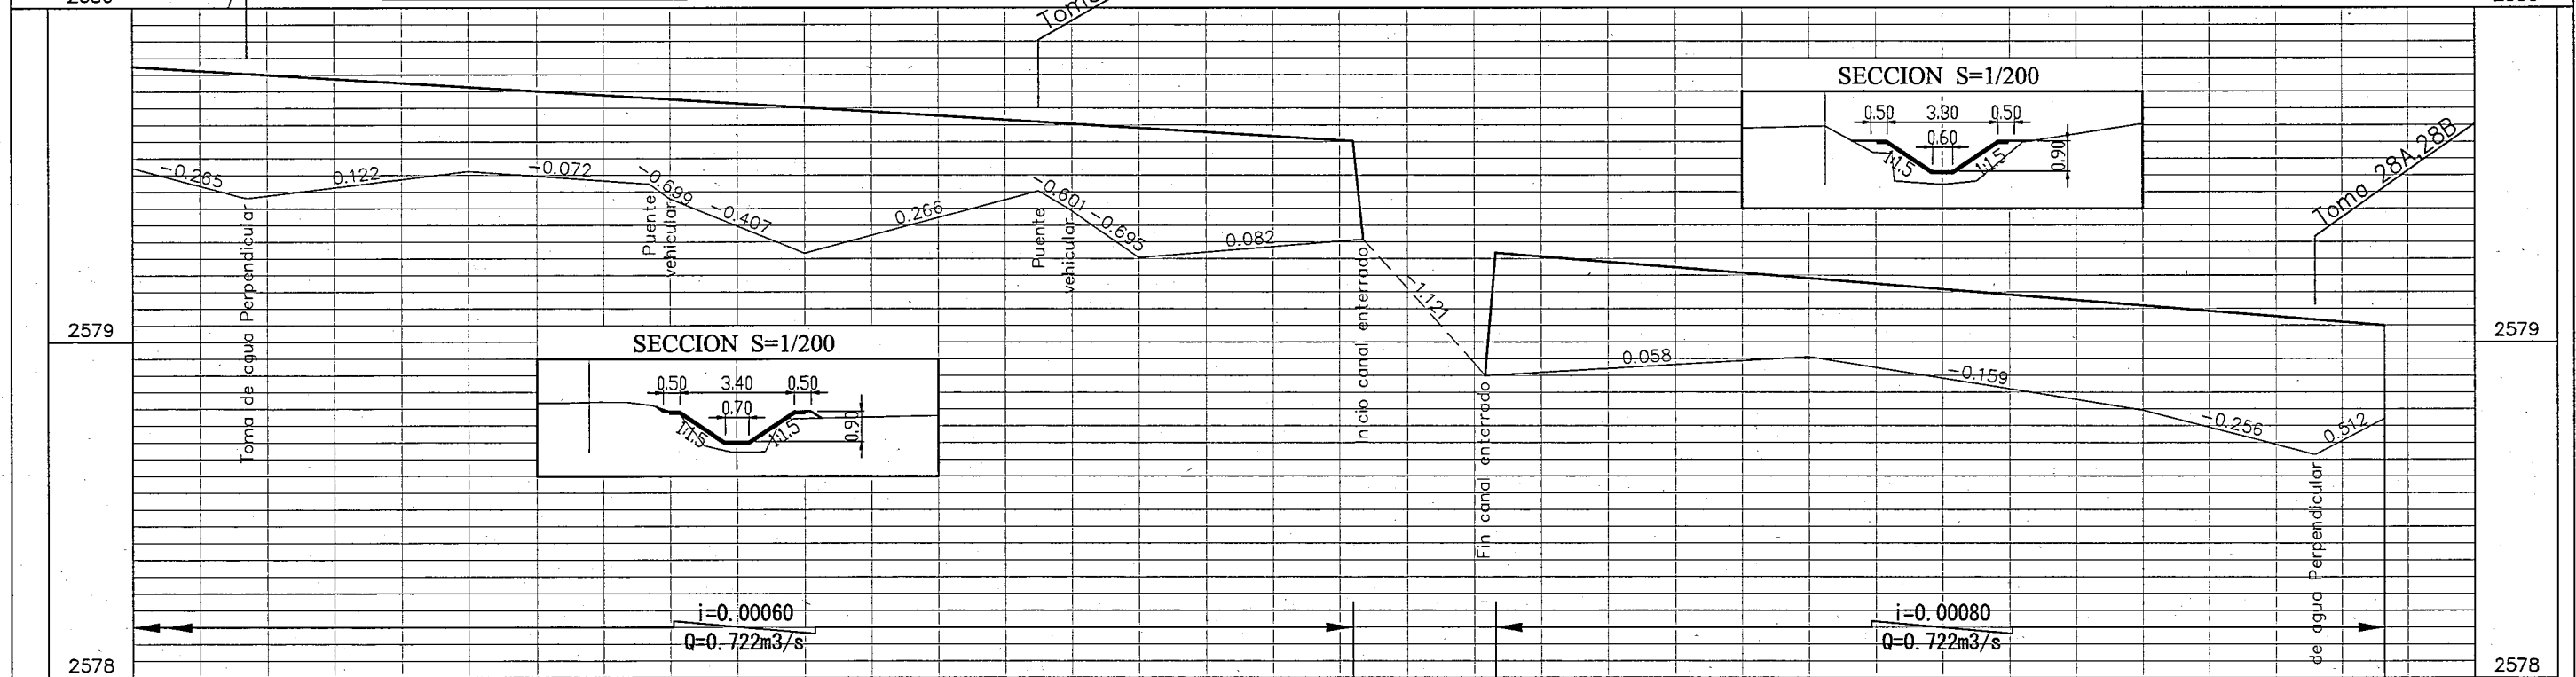 Toma
SECCION S=1/200
0.50 3.30 0.50
0.60
1:1.5 1:1.5 0.90
Toma 28A,28B
-0.265
0.122
-0.072
-0.699
-0.407
0.266
-0.601
-0.695
0.082
-1.121
0.058
-0.159
-0.256
0.512
Toma de agua Perpendicular
Puente
vehicular
Puente
vehicular
Inicio canal enterrado
Fin canal enterrado
de agua Perpendicular
2579
2579
SECCION S=1/200
0.50 3.40 0.50
0.70
1:1.5 1:1.5 0.90
i=0.00060
Q=0.722m3/s
i=0.00080
Q=0.722m3/s
2578
2578